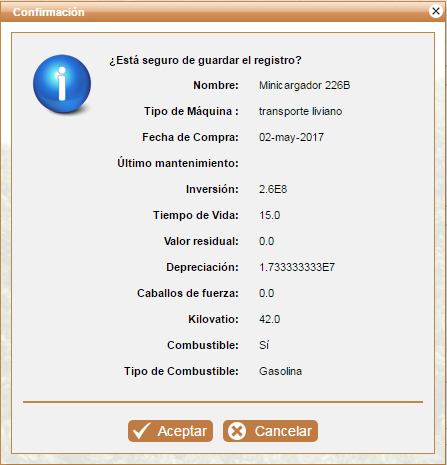 Confirmación
¿Está seguro de guardar el registro?
Nombre: Minicargador 226B
Tipo de Máquina : transporte liviano
Fecha de Compra: 02-may-2017
Último mantenimiento:
Inversión: 2.6E8
Tiempo de Vida: 15.0
Valor residual: 0.0
Depreciación: 1.733333333E7
Caballos de fuerza: 0.0
Kilovatio: 42.0
Combustible: Sí
Tipo de Combustible: Gasolina
Aceptar Cancelar